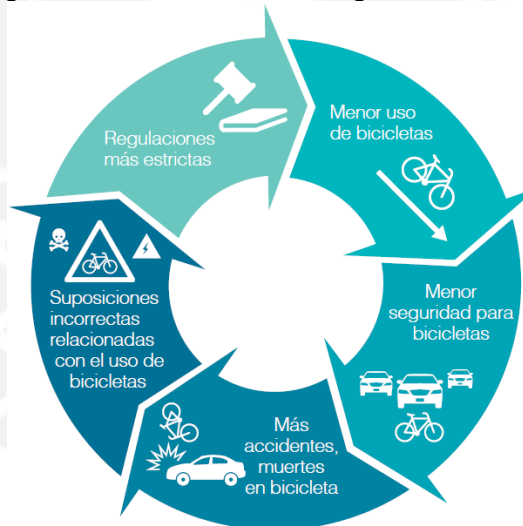 Regulaciones
más estrictas
Menor uso
de bicicletas
Menor
seguridad para
bicicletas
Más
accidentes,
muertes
en bicicleta
Suposiciones
incorrectas
relacionadas
con el uso de
bicicletas